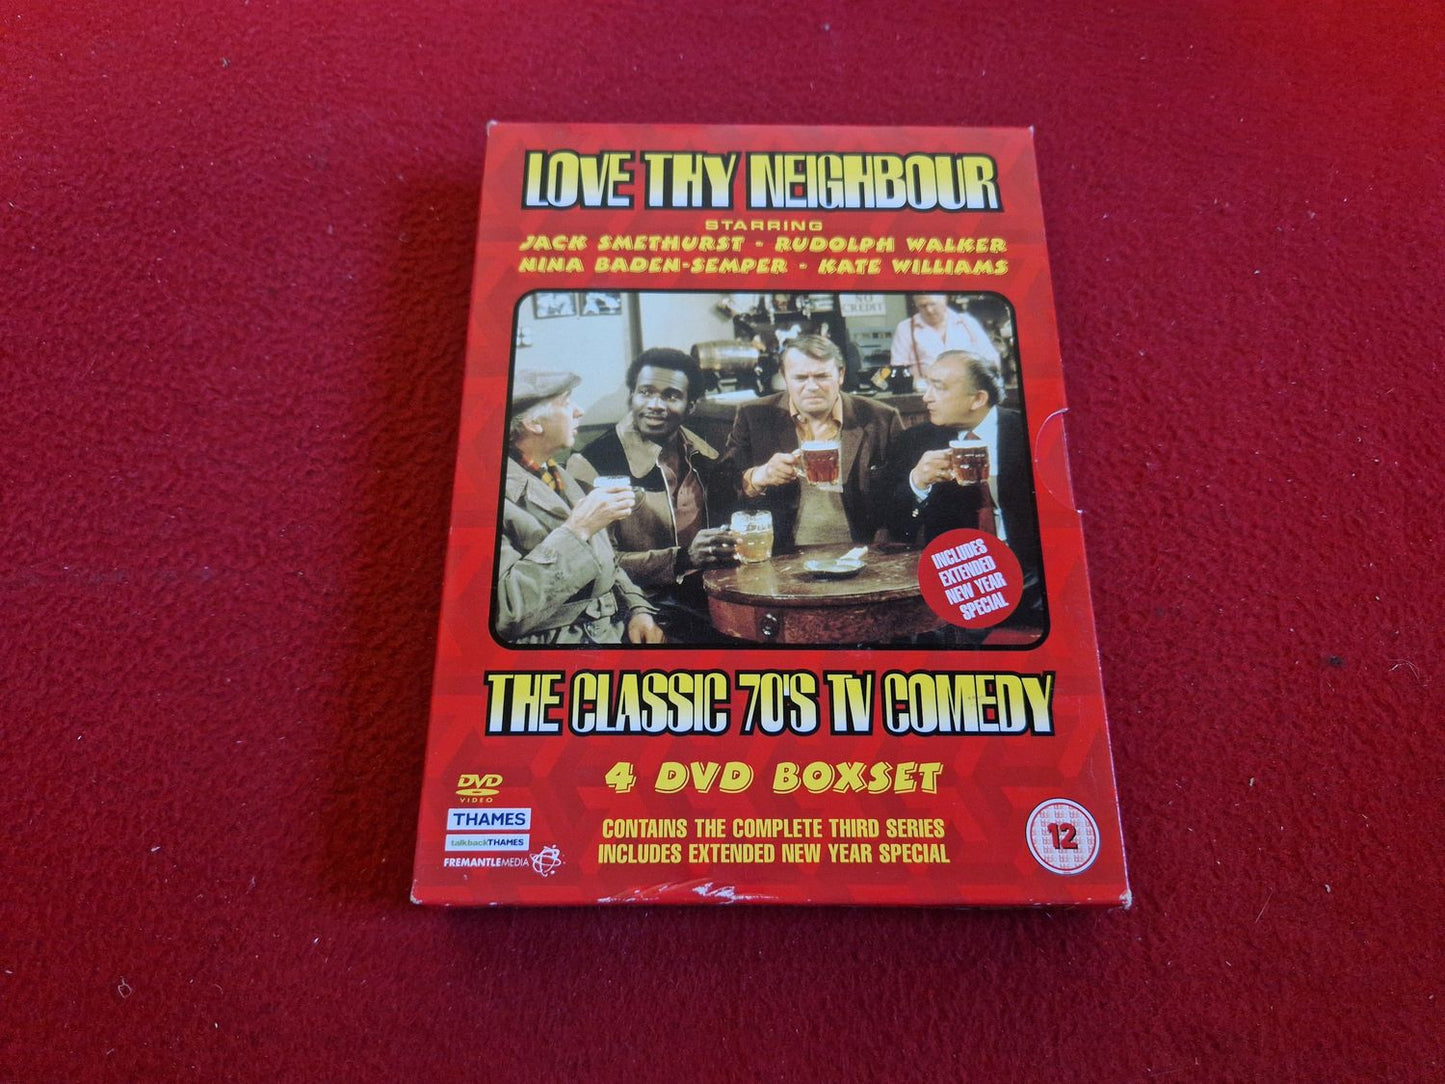 LOVE THY NEIGHBOUR
STARRING
JACK SMETHURST - RUDOLPH WALKER
NINA BADEN-SEMPER - KATE WILLIAMS
NO
CREDIT
INCLUDES
EXTENDED
NEW YEAR
SPECIAL
THE CLASSIC 70'S TV COMEDY
4 DVD BOXSET
DVD
VIDEO
THAMES
talkbackTHAMES
FREMANTLEMEDIA
CONTAINS THE COMPLETE THIRD SERIES
INCLUDES EXTENDED NEW YEAR SPECIAL
12